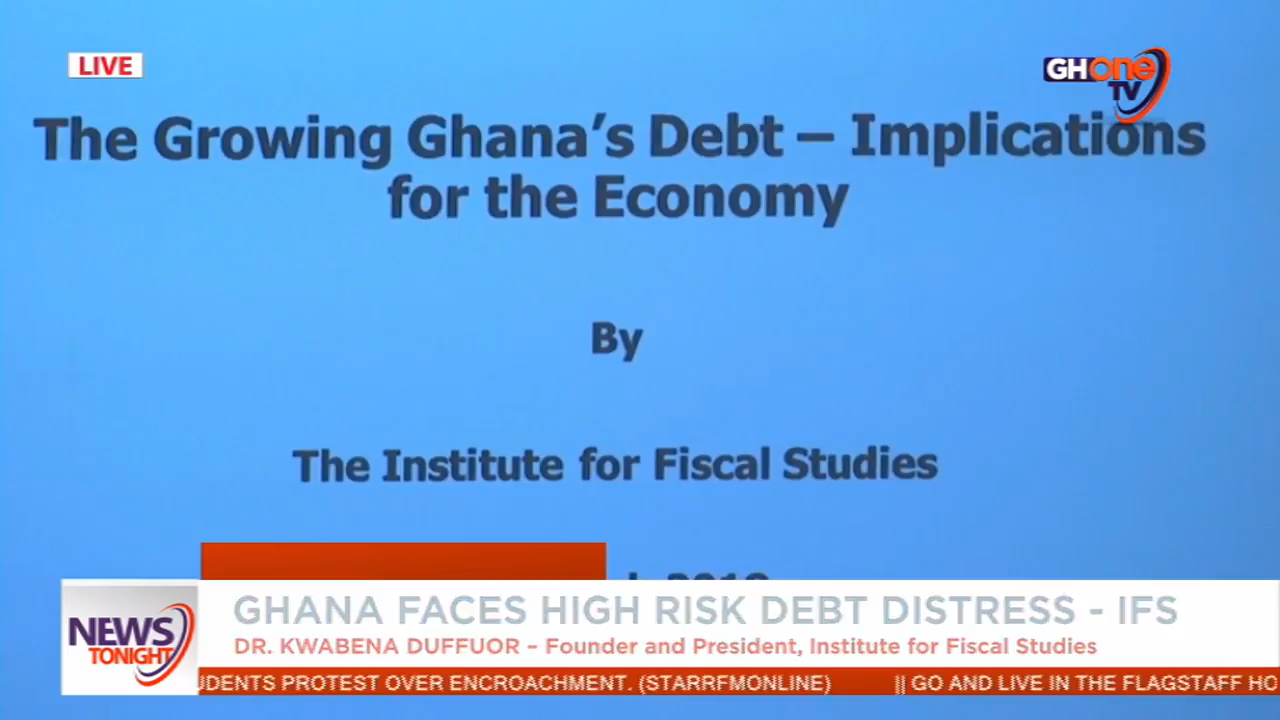 LIVE
GHONE
TV
The Growing Ghana's Debt – Implications
for the Economy
By
The Institute for Fiscal Studies
GHANA FACES HIGH RISK DEBT DISTRESS - IFS
DR. KWABENA DUFFUOR – Founder and President, Institute for Fiscal Studies
NEWS
TONIGHT
UDENTS PROTEST OVER ENCROACHMENT. (STARRFMONLINE) || GO AND LIVE IN THE FLAGSTAFF HO